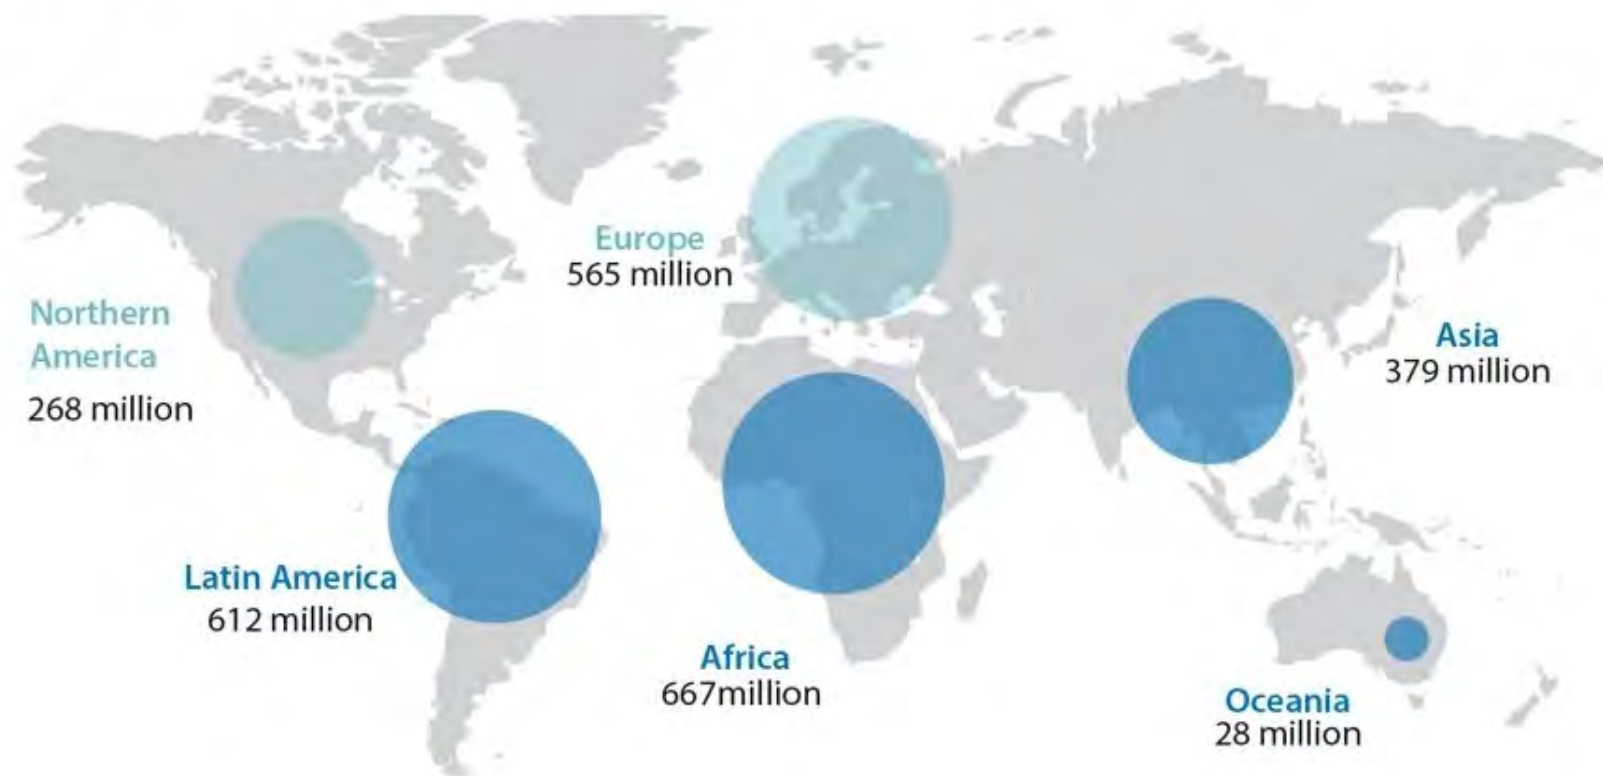 Europe
565 million
Northern
America
268 million
Asia
379 million
Latin America
612 million
Africa
667million
Oceania
28 million